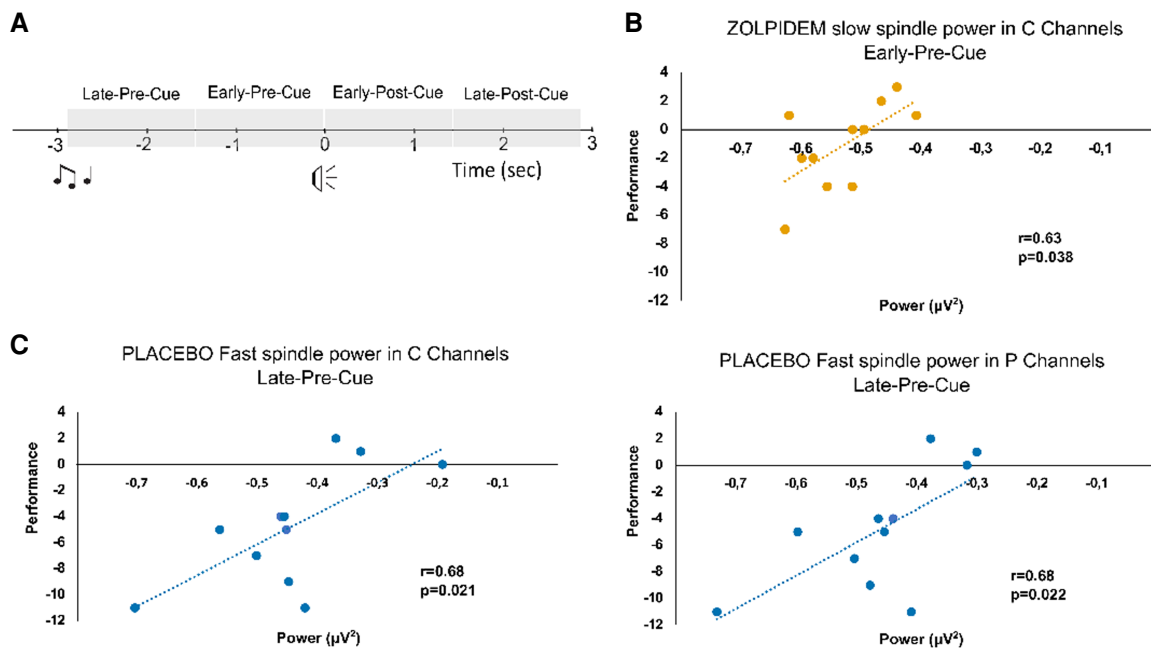 A
Late-Pre-Cue Early-Pre-Cue Early-Post-Cue Late-Post-Cue
-3 -2 -1 0 1 2 3
Time (sec)
B
ZOLPIDEM slow spindle power in C Channels
Early-Pre-Cue
4
2
0
-2
-4
-6
-8
-10
-12
Performance
-0,7 -0,6 -0,5 -0,4 -0,3 -0,2 -0,1
r=0.63
p=0.038
Power (µV²)
C
PLACEBO Fast spindle power in C Channels
Late-Pre-Cue
4
2
0
-2
-4
-6
-8
-10
-12
Performance
-0,7 -0,6 -0,5 -0,4 -0,3 -0,2 -0,1
r=0.68
p=0.021
Power (µV²)
PLACEBO Fast spindle power in P Channels
Late-Pre-Cue
4
2
0
-2
-4
-6
-8
-10
-12
Performance
-0,7 -0,6 -0,5 -0,4 -0,3 -0,2 -0,1
r=0.68
p=0.022
Power (µV²)